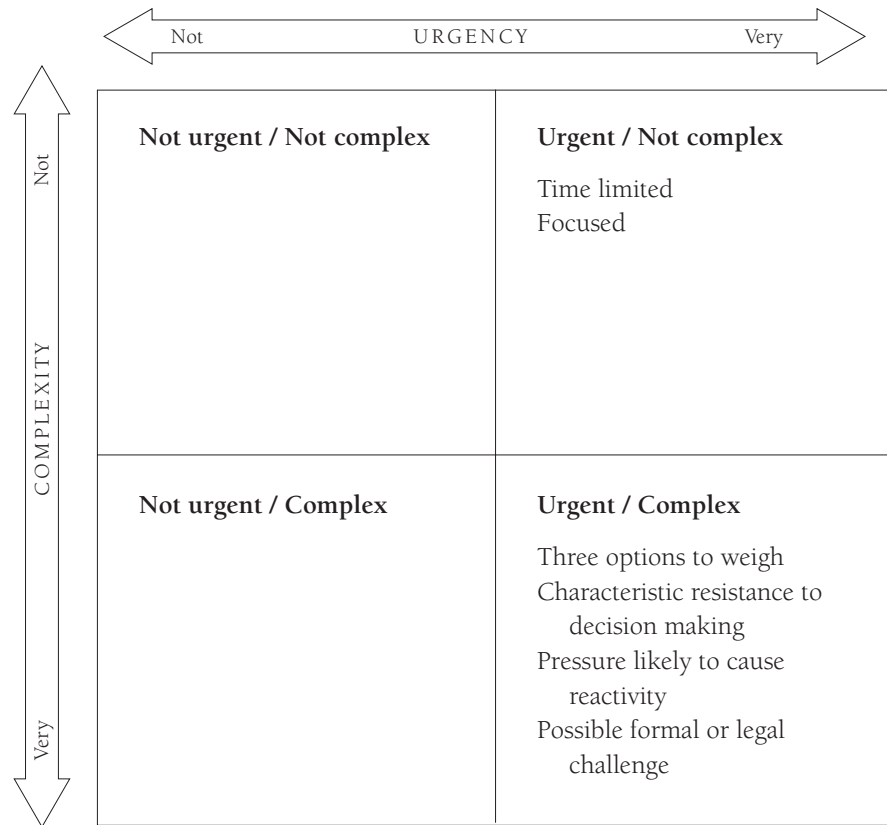 Not URGENCY Very
Not
COMPLEXITY
Very
Not urgent / Not complex
Urgent / Not complex
Time limited
Focused
Not urgent / Complex
Urgent / Complex
Three options to weigh
Characteristic resistance to
decision making
Pressure likely to cause
reactivity
Possible formal or legal
challenge